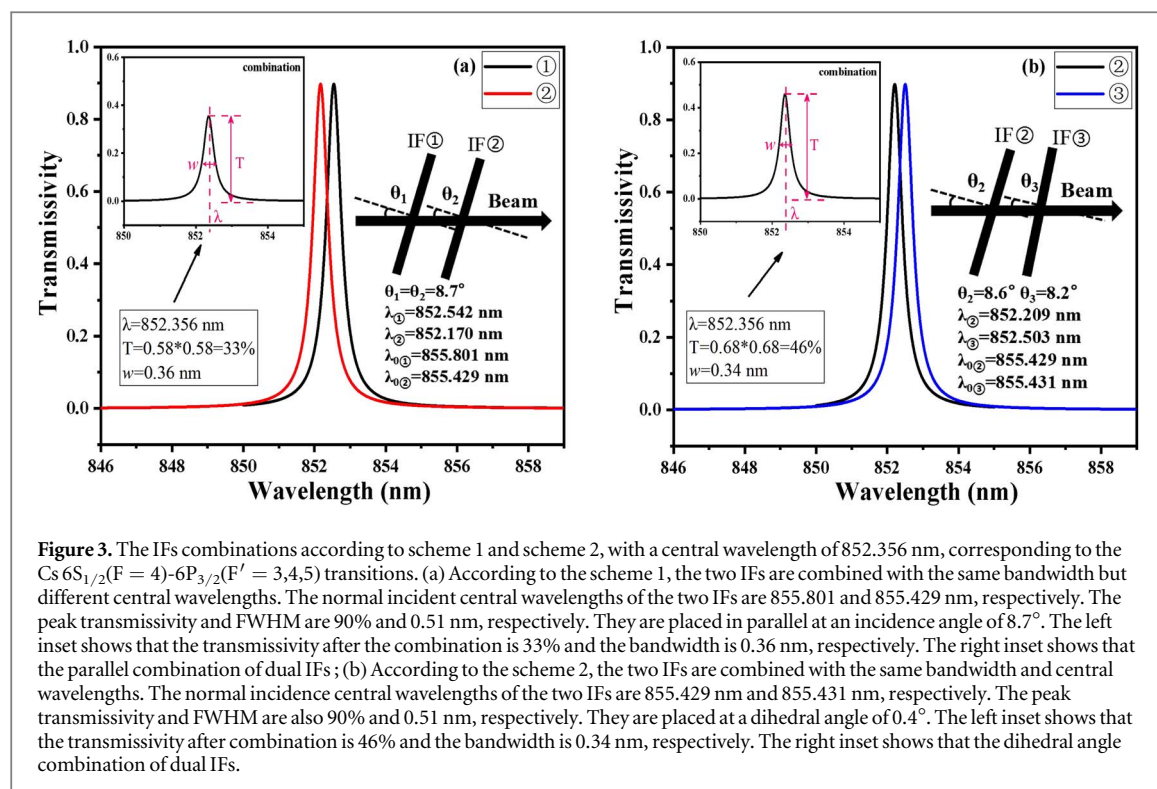 (a)
①
②
combination
0.6
0.4
0.2
0.0
w
T
λ
850
852
854
IF①
IF②
θ₁
θ₂
Beam
θ₁=θ₂=8.7°
λ①=852.542 nm
λ②=852.170 nm
λ₀①=855.801 nm
λ₀②=855.429 nm
λ=852.356 nm
T=0.58*0.58=33%
w=0.36 nm
1.0
0.8
0.6
0.4
0.2
0.0
Transmissivity
846
848
850
852
854
856
858
Wavelength (nm)
(b)
②
③
combination
0.6
0.4
0.2
0.0
w
T
λ
850
852
854
IF②
IF③
θ₂
θ₃
Beam
θ₂=8.6° θ₃=8.2°
λ②=852.209 nm
λ③=852.503 nm
λ₀②=855.429 nm
λ₀③=855.431 nm
λ=852.356 nm
T=0.68*0.68=46%
w=0.34 nm
1.0
0.8
0.6
0.4
0.2
0.0
Transmissivity
846
848
850
852
854
856
858
Wavelength (nm)
Figure 3. The IFs combinations according to scheme 1 and scheme 2, with a central wavelength of 852.356 nm, corresponding to the
Cs 6S₁/₂(F = 4)-6P₃/₂(F′ = 3,4,5) transitions. (a) According to the scheme 1, the two IFs are combined with the same bandwidth but
different central wavelengths. The normal incident central wavelengths of the two IFs are 855.801 and 855.429 nm, respectively. The
peak transmissivity and FWHM are 90% and 0.51 nm, respectively. They are placed in parallel at an incidence angle of 8.7°. The left
inset shows that the transmissivity after the combination is 33% and the bandwidth is 0.36 nm, respectively. The right inset shows that
the parallel combination of dual IFs ; (b) According to the scheme 2, the two IFs are combined with the same bandwidth and central
wavelengths. The normal incidence central wavelengths of the two IFs are 855.429 nm and 855.431 nm, respectively. The peak
transmissivity and FWHM are also 90% and 0.51 nm, respectively. They are placed at a dihedral angle of 0.4°. The left inset shows that
the transmissivity after combination is 46% and the bandwidth is 0.34 nm, respectively. The right inset shows that the dihedral angle
combination of dual IFs.